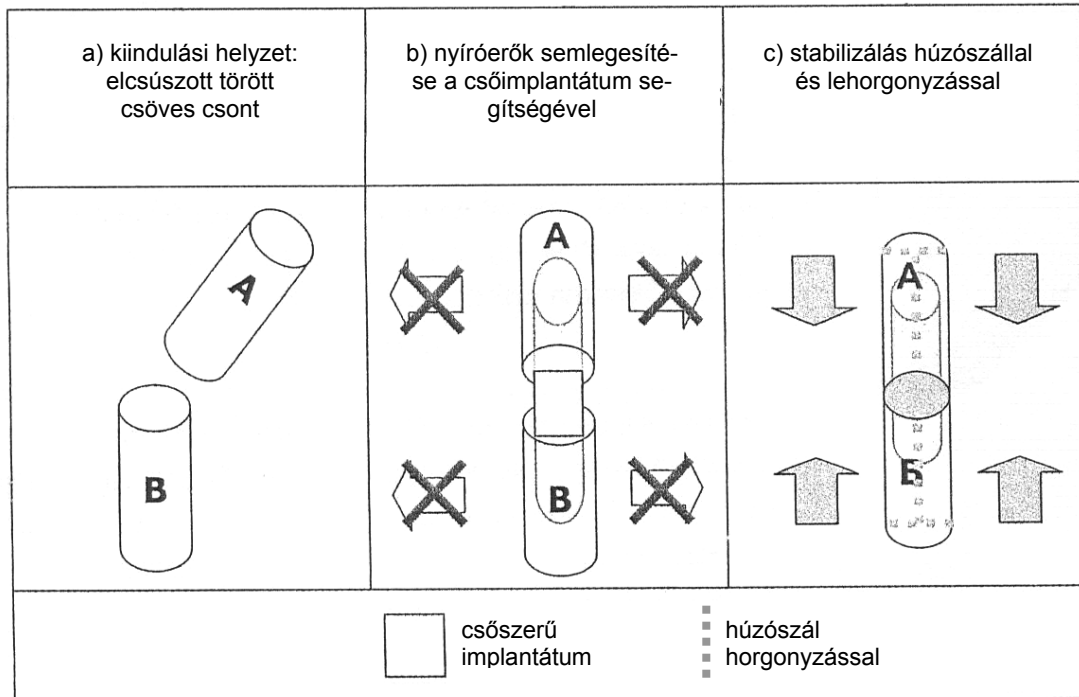 a) kiindulási helyzet:
elcsúszott törött
csöves csont
b) nyíróerők semlegesíté-
se a csőimplantátum se-
gítségével
c) stabilizálás húzószállal
és lehorgonyzással
A
B
A
B
A
B
csőszerű
implantátum
húzószál
horgonyzással